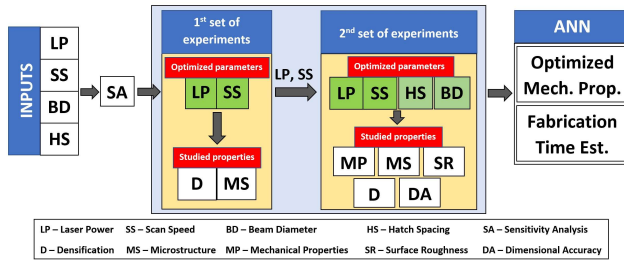 INPUTS
LP
SS
BD
HS
SA
1st set of
experiments
Optimized parameters
LP SS
Studied properties
D MS
LP, SS
2nd set of experiments
Optimized parameters
LP SS HS BD
Studied properties
MP MS SR
D DA
ANN
Optimized
Mech. Prop.
Fabrication
Time Est.
LP – Laser Power SS – Scan Speed BD – Beam Diameter HS – Hatch Spacing SA – Sensitivity Analysis
D – Densification MS – Microstructure MP – Mechanical Properties SR – Surface Roughness DA – Dimensional Accuracy